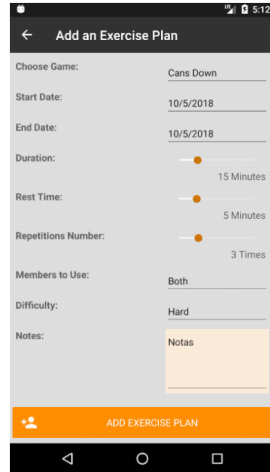 5:12
Add an Exercise Plan
Choose Game:
Cans Down
Start Date:
10/5/2018
End Date:
10/5/2018
Duration:
15 Minutes
Rest Time:
5 Minutes
Repetitions Number:
3 Times
Members to Use:
Both
Difficulty:
Hard
Notes:
Notas
ADD EXERCISE PLAN